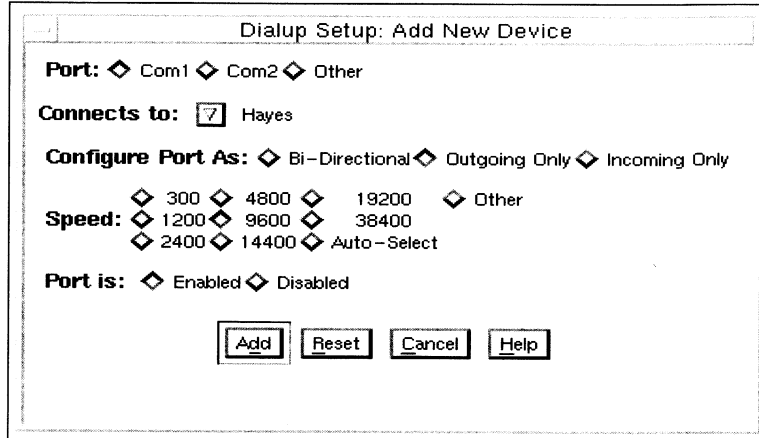 Dialup Setup: Add New Device
Port: Com1 Com2 Other
Connects to: Hayes
Configure Port As: Bi-Directional Outgoing Only Incoming Only
300 4800 19200 Other
Speed: 1200 9600 38400
2400 14400 Auto-Select
Port is: Enabled Disabled
Add Reset Cancel Help